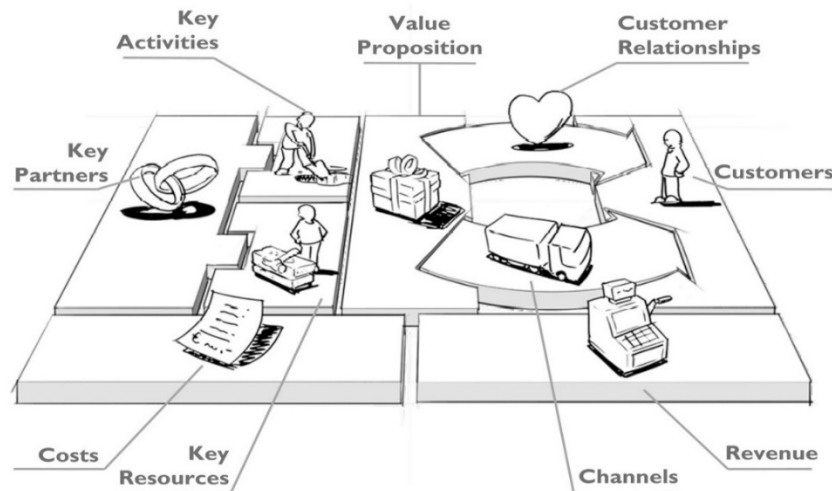 Key
Activities
Value
Proposition
Customer
Relationships
Key
Partners
Customers
Costs
Key
Resources
Channels
Revenue